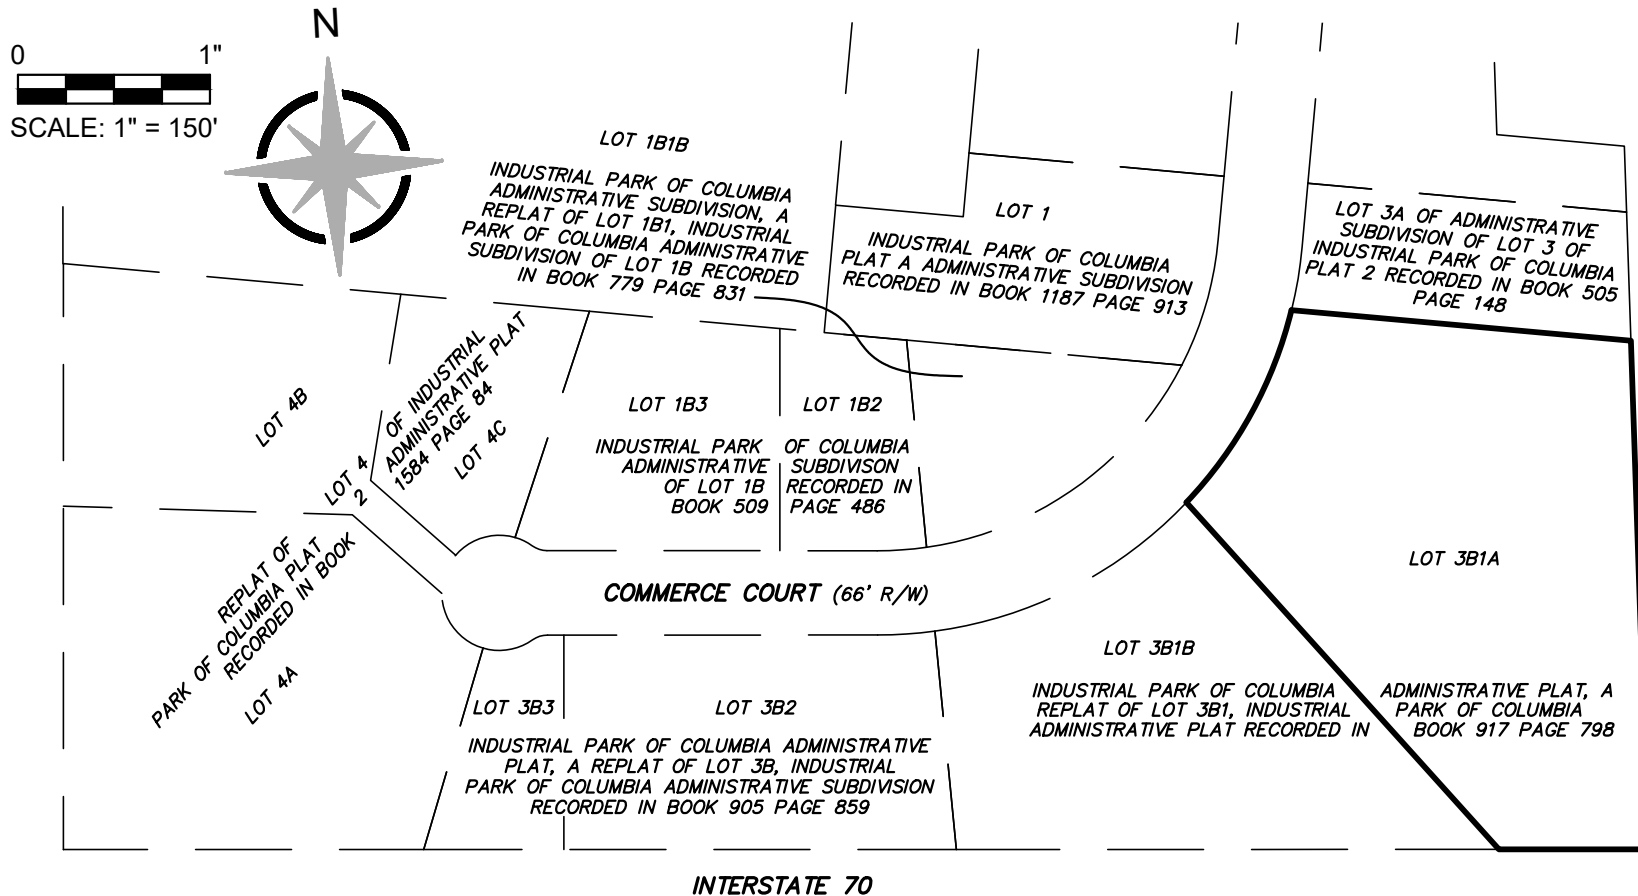 N
0 1"
SCALE: 1" = 150'
LOT 1B1B
INDUSTRIAL PARK OF COLUMBIA
ADMINISTRATIVE SUBDIVISION, A
REPLAT OF LOT 1B1, INDUSTRIAL
PARK OF COLUMBIA ADMINISTRATIVE
SUBDIVISION OF LOT 1B RECORDED
IN BOOK 779 PAGE 831
LOT 1
INDUSTRIAL PARK OF COLUMBIA
PLAT A ADMINISTRATIVE SUBDIVISION
RECORDED IN BOOK 1187 PAGE 913
LOT 3A OF ADMINISTRATIVE
SUBDIVISION OF LOT 3 OF
INDUSTRIAL PARK OF COLUMBIA
PLAT 2 RECORDED IN BOOK 505
PAGE 148
LOT 4B
REPLAT OF LOT 4 OF INDUSTRIAL
PARK OF COLUMBIA PLAT 2 ADMINISTRATIVE PLAT
RECORDED IN BOOK 1584 PAGE 84
LOT 4C
LOT 4A
LOT 1B3 LOT 1B2
INDUSTRIAL PARK OF COLUMBIA
ADMINISTRATIVE SUBDIVISON
OF LOT 1B RECORDED IN
BOOK 509 PAGE 486
COMMERCE COURT (66' R/W)
LOT 3B3 LOT 3B2
INDUSTRIAL PARK OF COLUMBIA ADMINISTRATIVE
PLAT, A REPLAT OF LOT 3B, INDUSTRIAL
PARK OF COLUMBIA ADMINISTRATIVE SUBDIVISION
RECORDED IN BOOK 905 PAGE 859
LOT 3B1A
LOT 3B1B
INDUSTRIAL PARK OF COLUMBIA ADMINISTRATIVE PLAT, A
REPLAT OF LOT 3B1, INDUSTRIAL PARK OF COLUMBIA
ADMINISTRATIVE PLAT RECORDED IN BOOK 917 PAGE 798
INTERSTATE 70